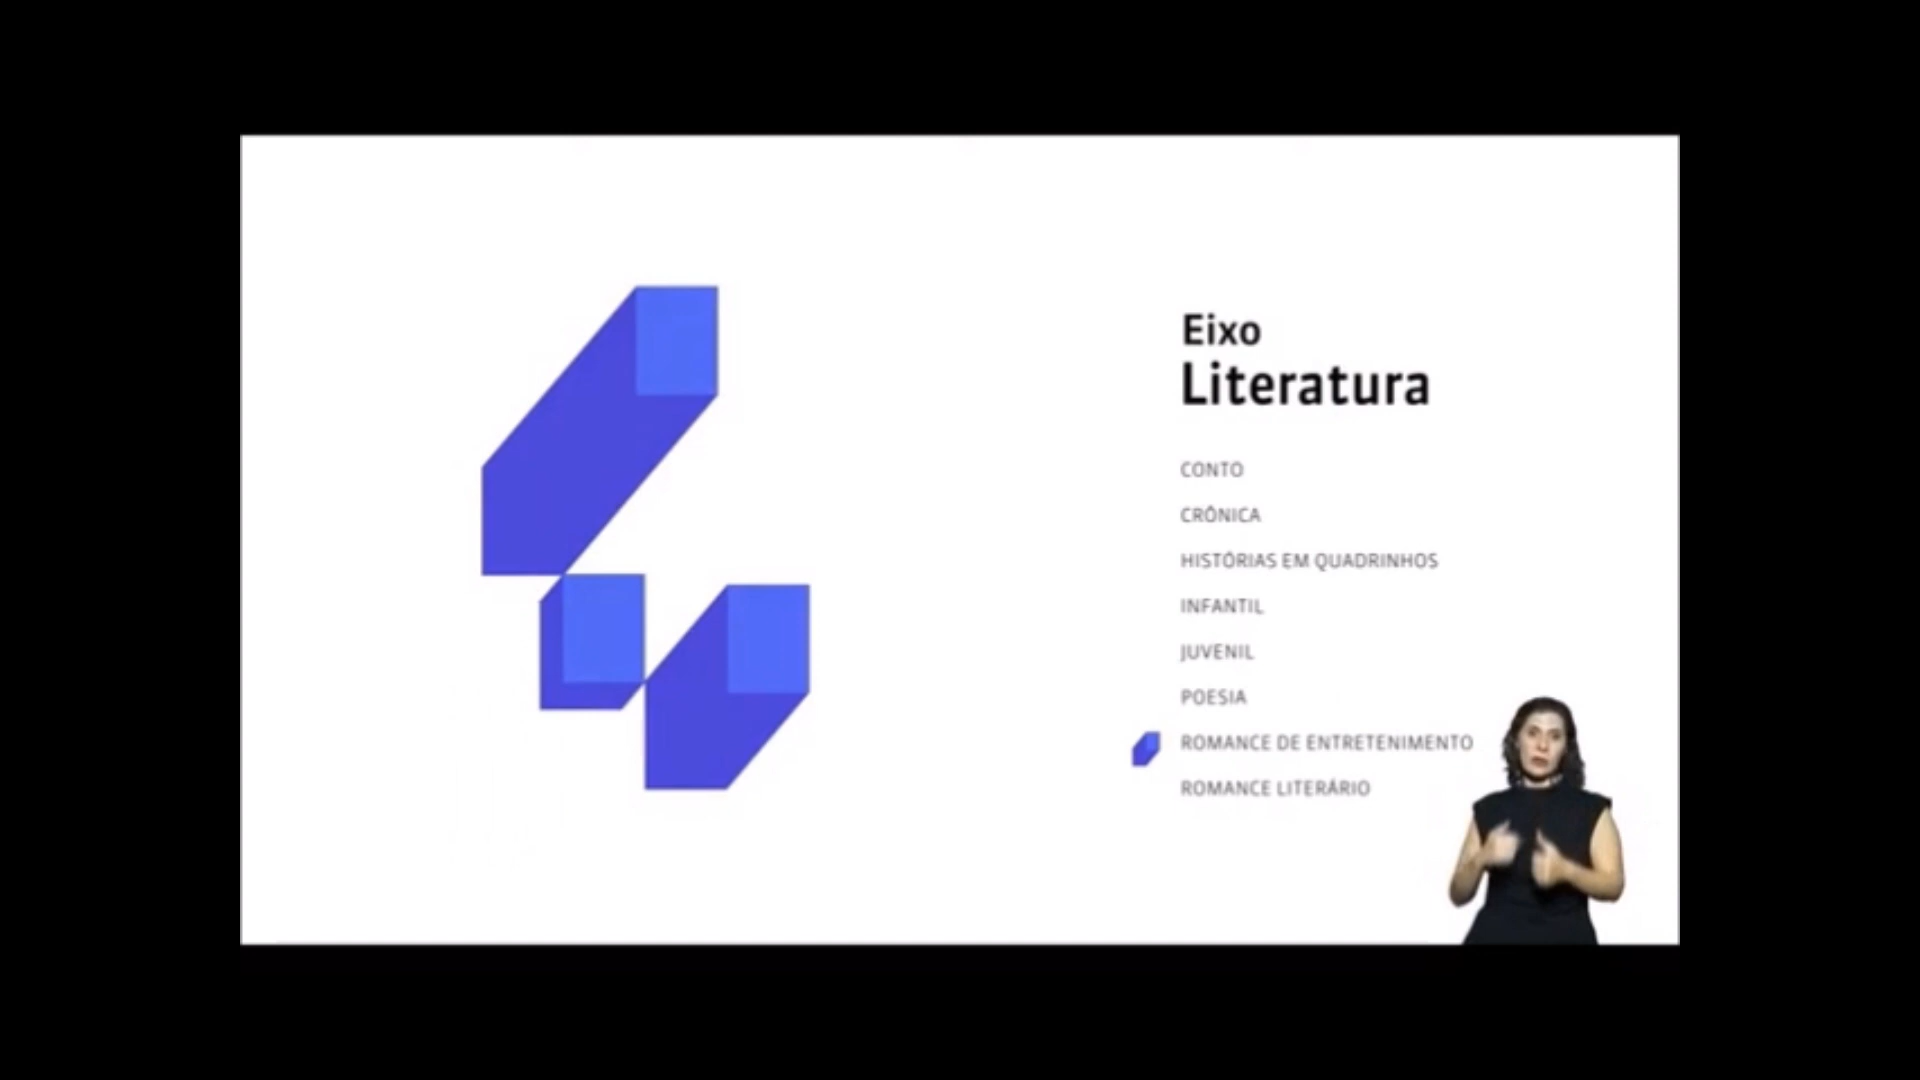 Eixo
Literatura
CONTO
CRÔNICA
HISTÓRIAS EM QUADRINHOS
INFANTIL
JUVENIL
POESIA
ROMANCE DE ENTRETENIMENTO
ROMANCE LITERÁRIO